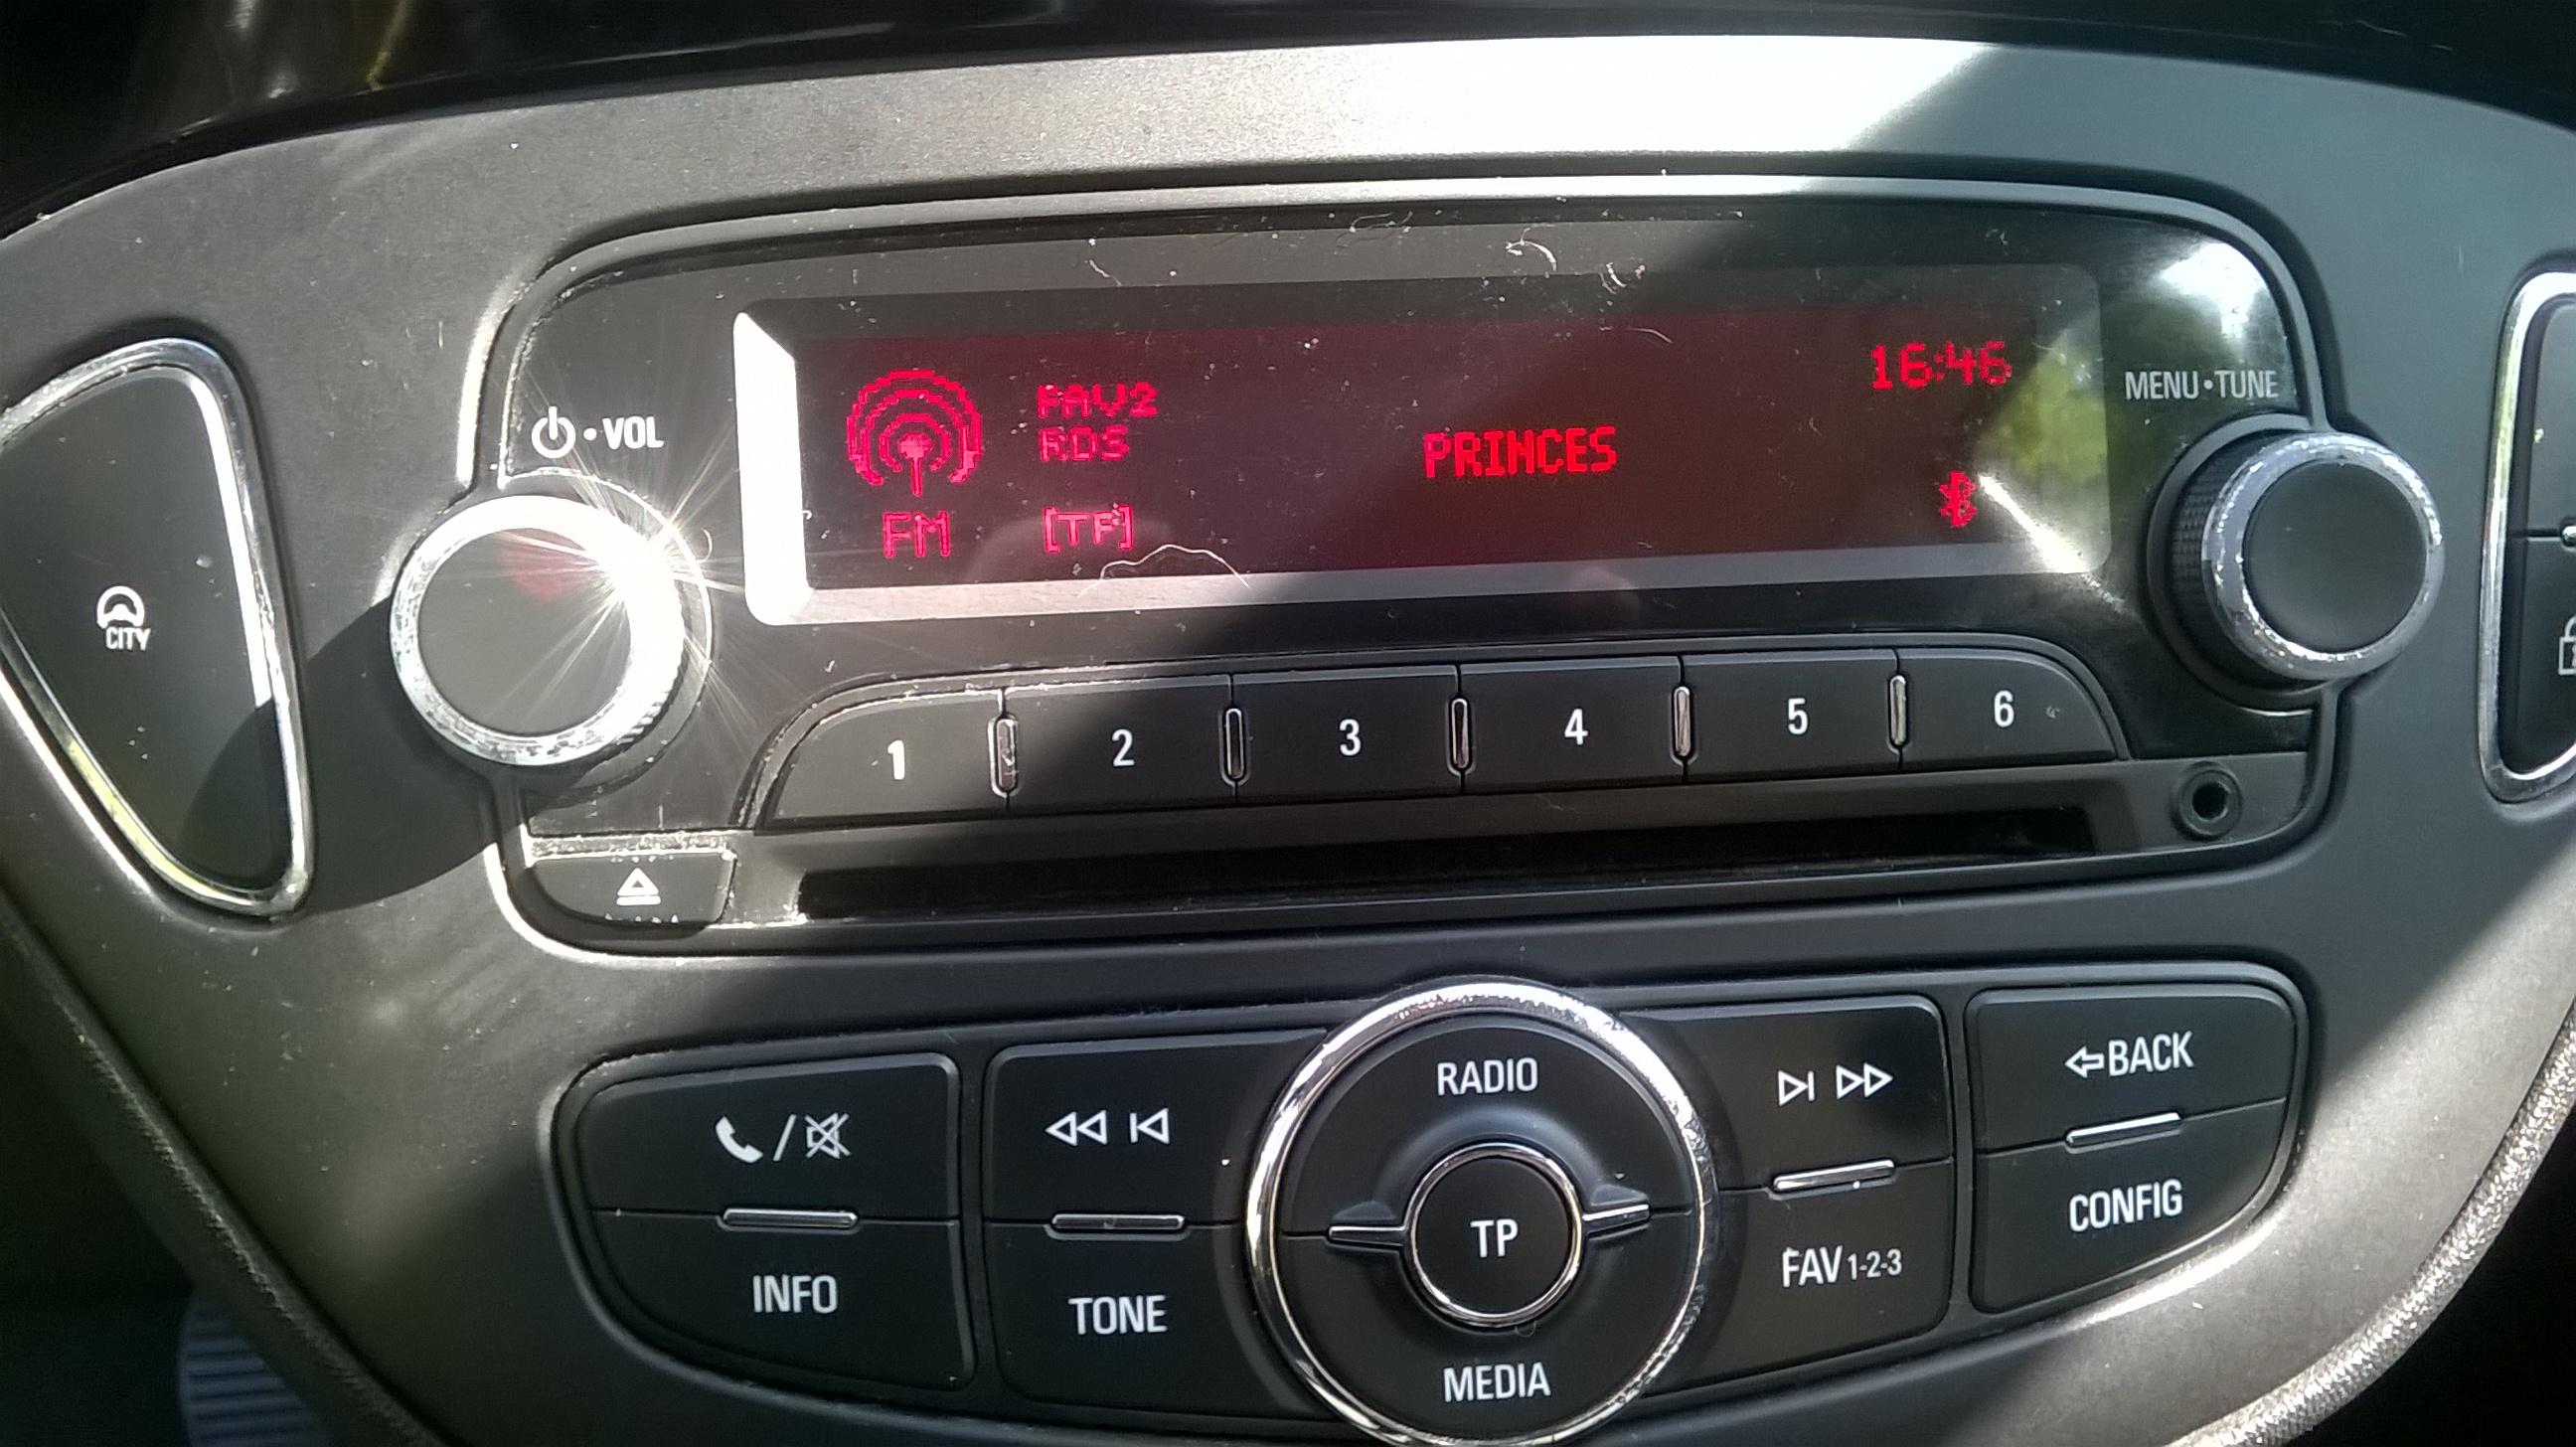 16:46
MENU•TUNE
•VOL
FAV2
RDS
PRINCES
FM
[TP]
CITY
1 2 3 4 5 6
RADIO
BACK
/
INFO
TONE
TP
FAV 1-2-3
CONFIG
MEDIA